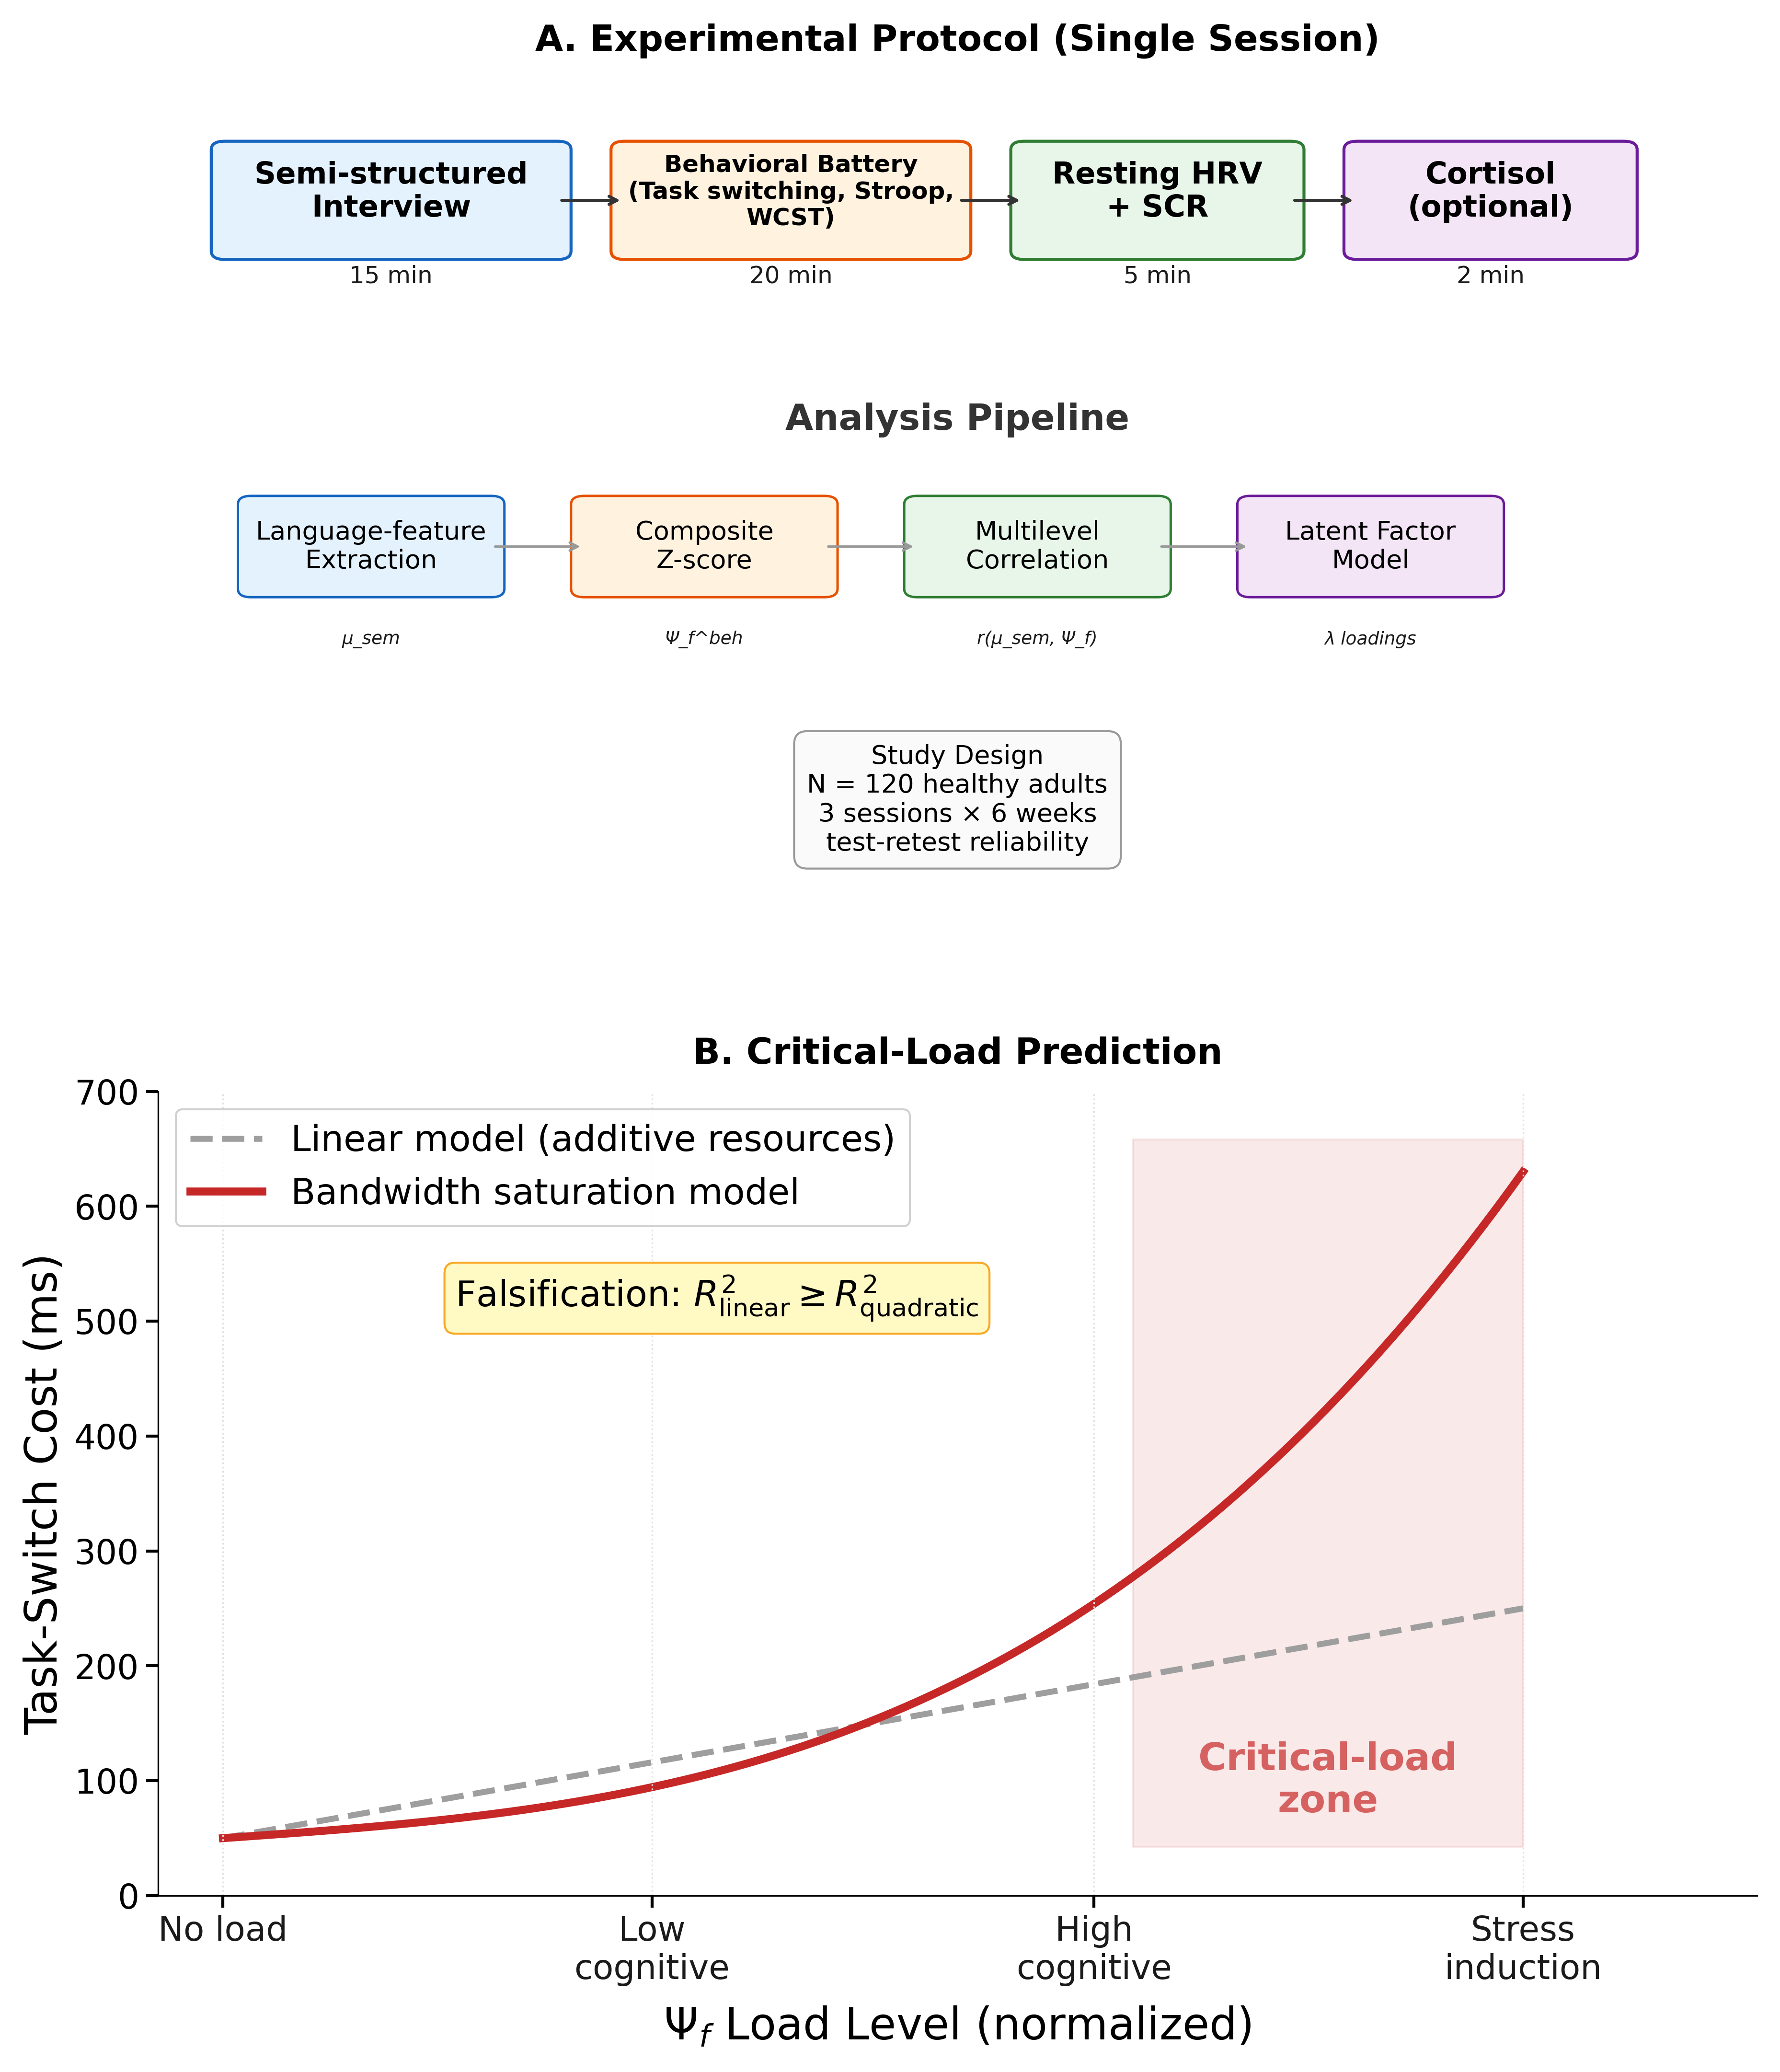 A. Experimental Protocol (Single Session)
Semi-structured
Interview
Behavioral Battery
(Task switching, Stroop,
WCST)
Resting HRV
+ SCR
Cortisol
(optional)
15 min
20 min
5 min
2 min
Analysis Pipeline
Language-feature
Extraction
Composite
Z-score
Multilevel
Correlation
Latent Factor
Model
μ_sem
Ψ_f^beh
r(μ_sem, Ψ_f)
λ loadings
Study Design
N = 120 healthy adults
3 sessions × 6 weeks
test-retest reliability
B. Critical-Load Prediction
Linear model (additive resources)
Bandwidth saturation model
Falsification: R²_linear ≥ R²_quadratic
Critical-load
zone
Task-Switch Cost (ms)
700
600
500
400
300
200
100
0
No load
Low
cognitive
High
cognitive
Stress
induction
Ψ_f Load Level (normalized)